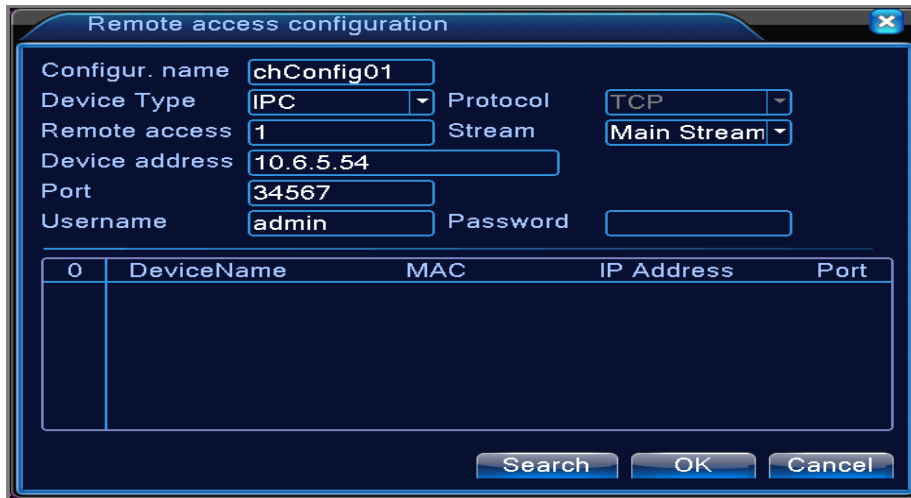 Remote access configuration
Configur. name chConfig01
Device Type IPC Protocol TCP
Remote access 1 Stream Main Stream
Device address 10.6.5.54
Port 34567
Username admin Password
0 DeviceName MAC IP Address Port
Search OK Cancel